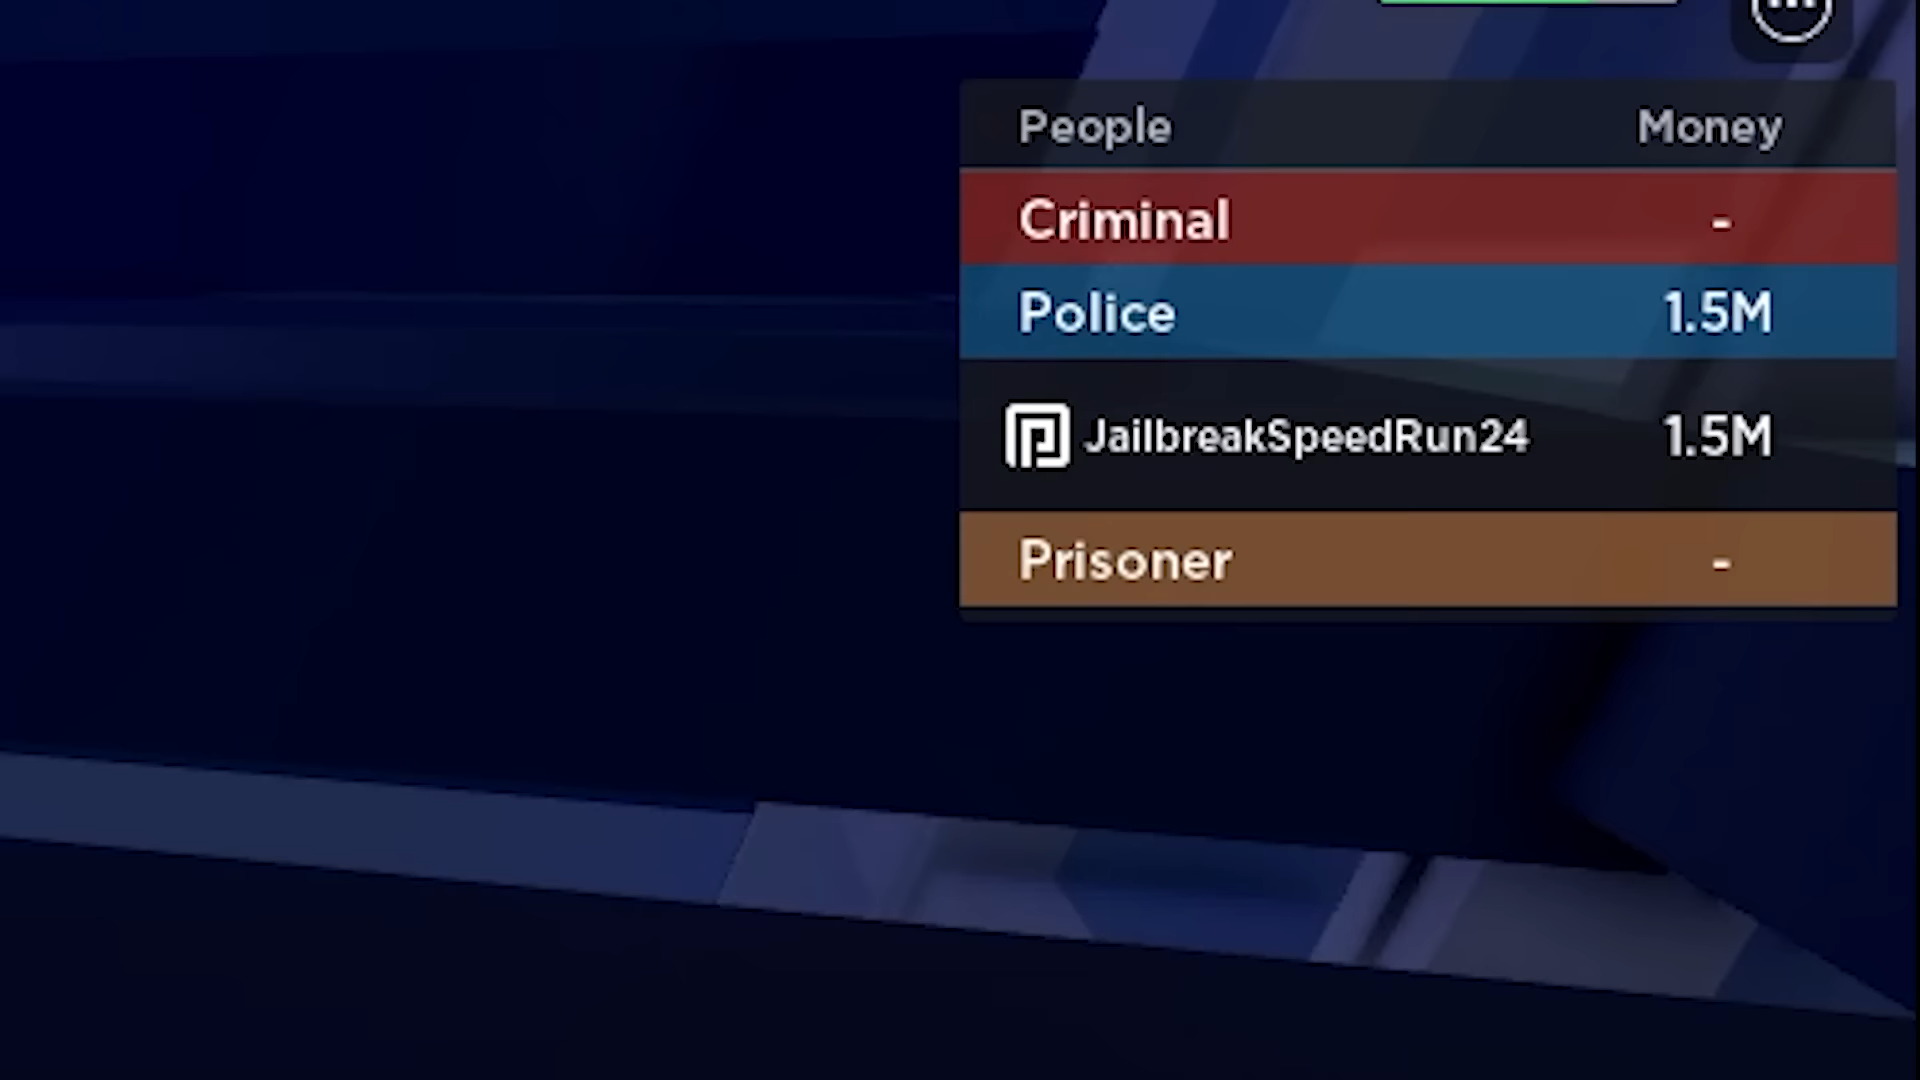 People Money
Criminal -
Police 1.5M
JailbreakSpeedRun24 1.5M
Prisoner -